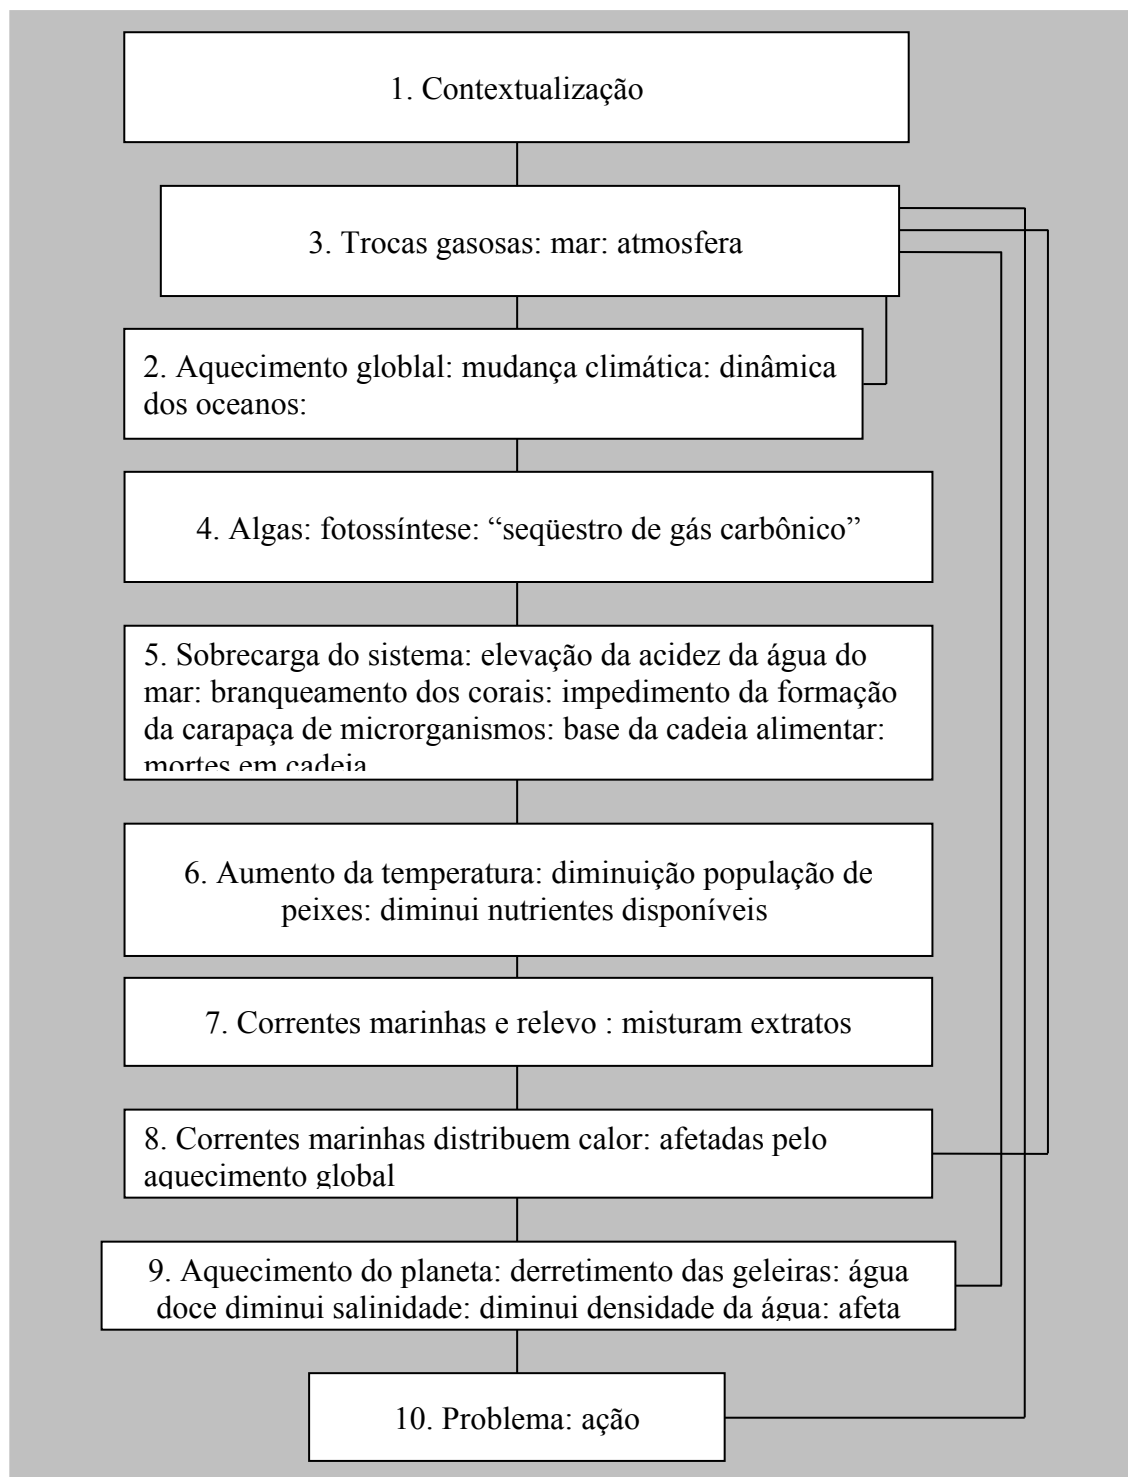 1. Contextualização
3. Trocas gasosas: mar: atmosfera
2. Aquecimento globlal: mudança climática: dinâmica
dos oceanos:
4. Algas: fotossíntese: “seqüestro de gás carbônico”
5. Sobrecarga do sistema: elevação da acidez da água do
mar: branqueamento dos corais: impedimento da formação
da carapaça de microrganismos: base da cadeia alimentar:
mortes em cadeia
6. Aumento da temperatura: diminuição população de
peixes: diminui nutrientes disponíveis
7. Correntes marinhas e relevo : misturam extratos
8. Correntes marinhas distribuem calor: afetadas pelo
aquecimento global
9. Aquecimento do planeta: derretimento das geleiras: água
doce diminui salinidade: diminui densidade da água: afeta
10. Problema: ação